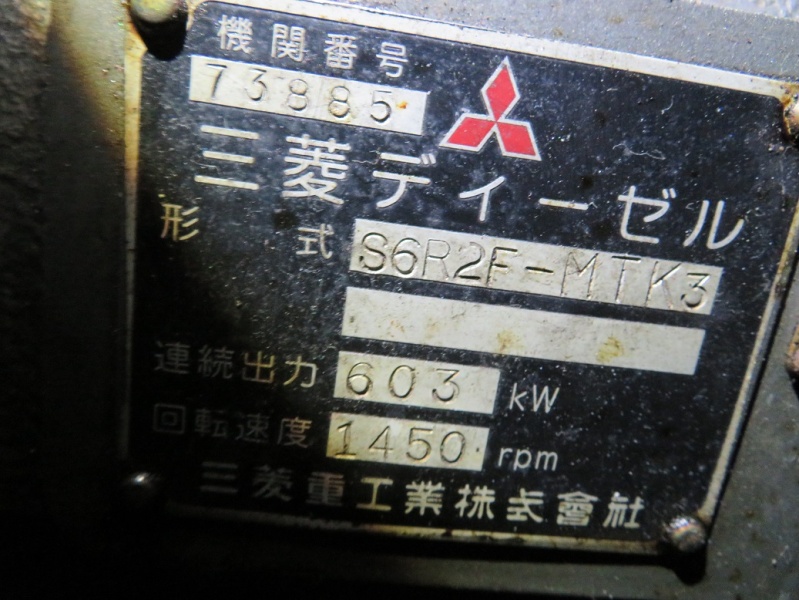 機関番号
73885
三菱ディーゼル
形式 S6R2F-MTK3
連続出力 603 kW
回転速度 1450 rpm
三菱重工業株式會社